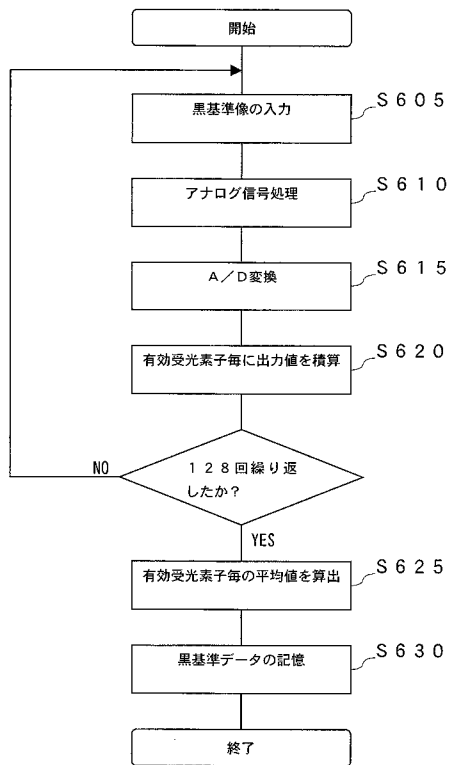 開始
黒基準像の入力
S605
アナログ信号処理
S610
A/D変換
S615
有効受光素子毎に出力値を積算
S620
128回繰り返
したか?
NO
YES
有効受光素子毎の平均値を算出
S625
黒基準データの記憶
S630
終了